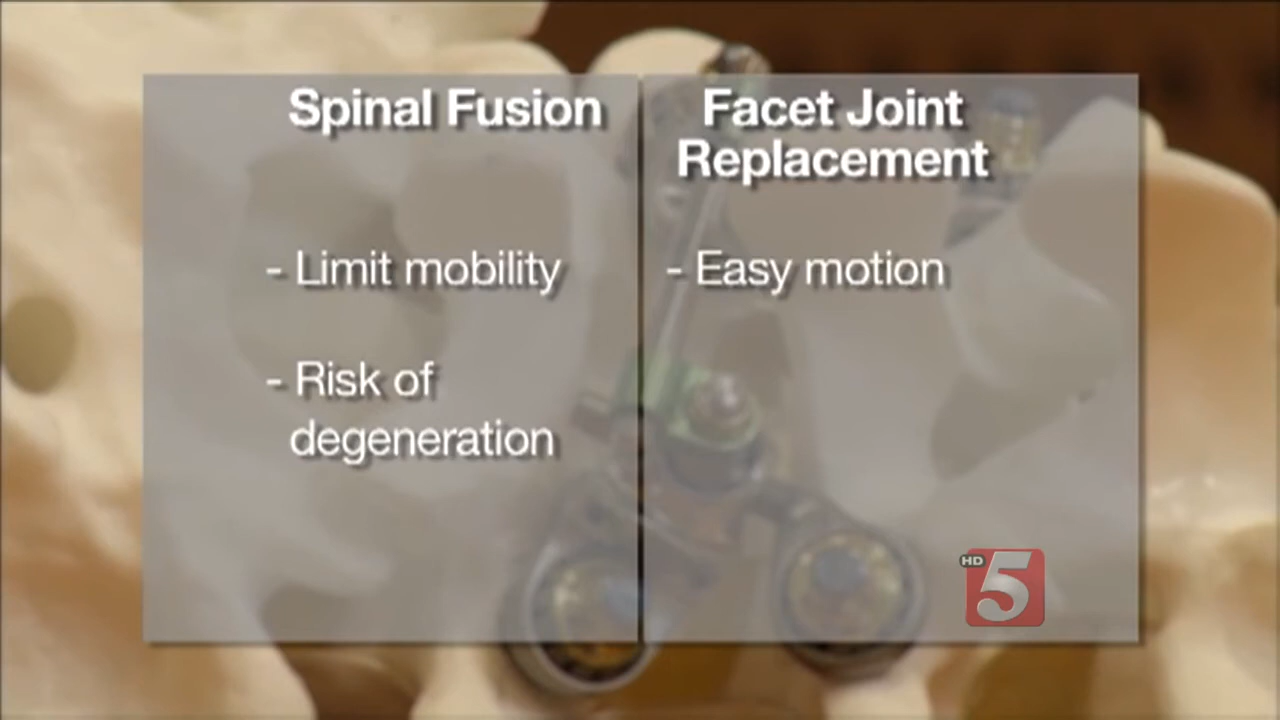 Spinal Fusion
- Limit mobility
- Risk of
degeneration
Facet Joint
Replacement
- Easy motion
HD
5